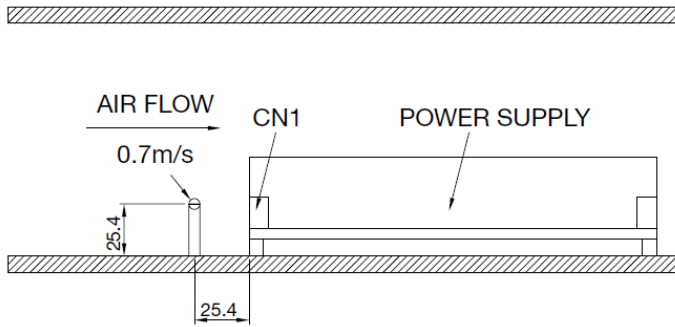 AIR FLOW
CN1
POWER SUPPLY
0.7m/s
25.4
25.4